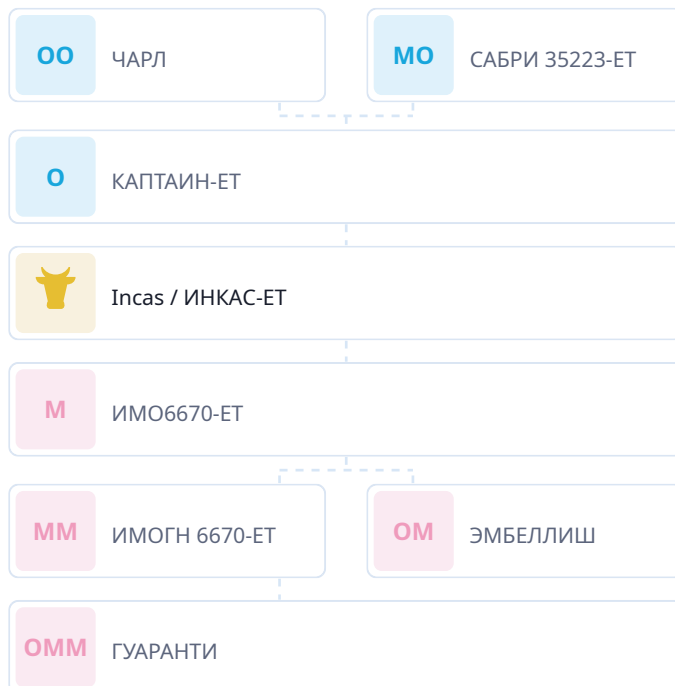 ОО ЧАРЛ МО САБРИ 35223-ЕТ
О КАПТАИН-ЕТ
Incas / ИНКАС-ЕТ
М ИМО6670-ЕТ
ММ ИМОГН 6670-ЕТ ОМ ЭМБЕЛЛИШ
ОММ ГУАРАНТИ